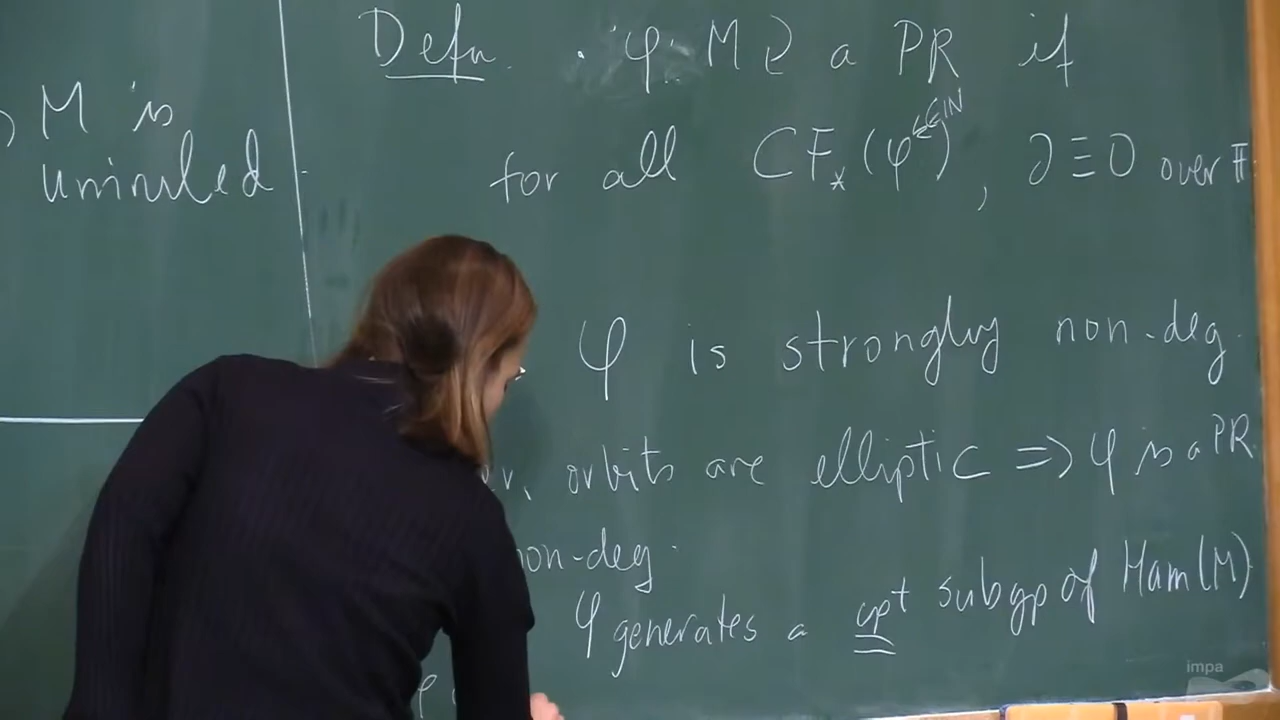 M is
uniruled
Defn. · φ: M ⤸ a PR if
for all CF_*(φ^{k∈ℕ}), ∂≡0 over 𝔽
φ is strongly non-deg.
orbits are elliptic ⇒ φ is a PR
non-deg.
φ generates a cpt subgp of Ham(M)
impa